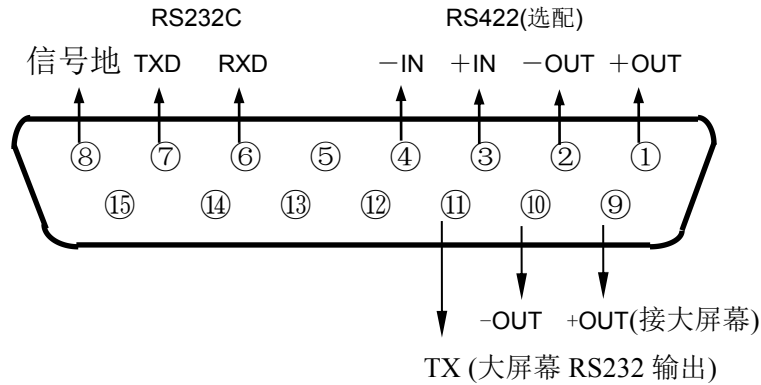 RS232C RS422(选配)
信号地 TXD RXD －IN ＋IN －OUT ＋OUT
⑧ ⑦ ⑥ ⑤ ④ ③ ② ①
⑮ ⑭ ⑬ ⑫ ⑪ ⑩ ⑨
-OUT +OUT(接大屏幕)
TX (大屏幕 RS232 输出)